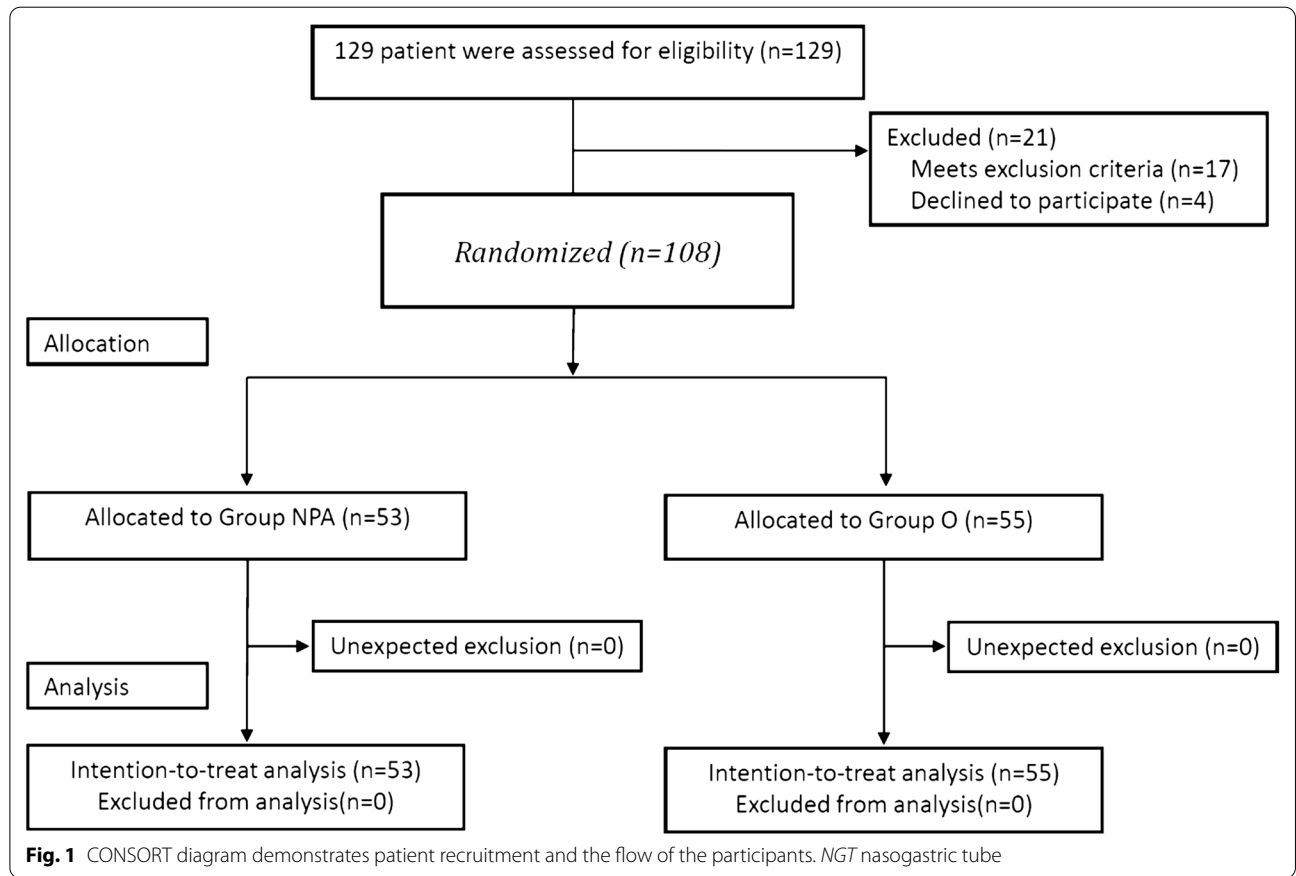 129 patient were assessed for eligibility (n=129)
Excluded (n=21)
Meets exclusion criteria (n=17)
Declined to participate (n=4)
Randomized (n=108)
Allocation
Allocated to Group NPA (n=53)
Allocated to Group O (n=55)
Unexpected exclusion (n=0)
Unexpected exclusion (n=0)
Analysis
Intention-to-treat analysis (n=53)
Excluded from analysis(n=0)
Intention-to-treat analysis (n=55)
Excluded from analysis(n=0)
Fig. 1 CONSORT diagram demonstrates patient recruitment and the flow of the participants. NGT nasogastric tube